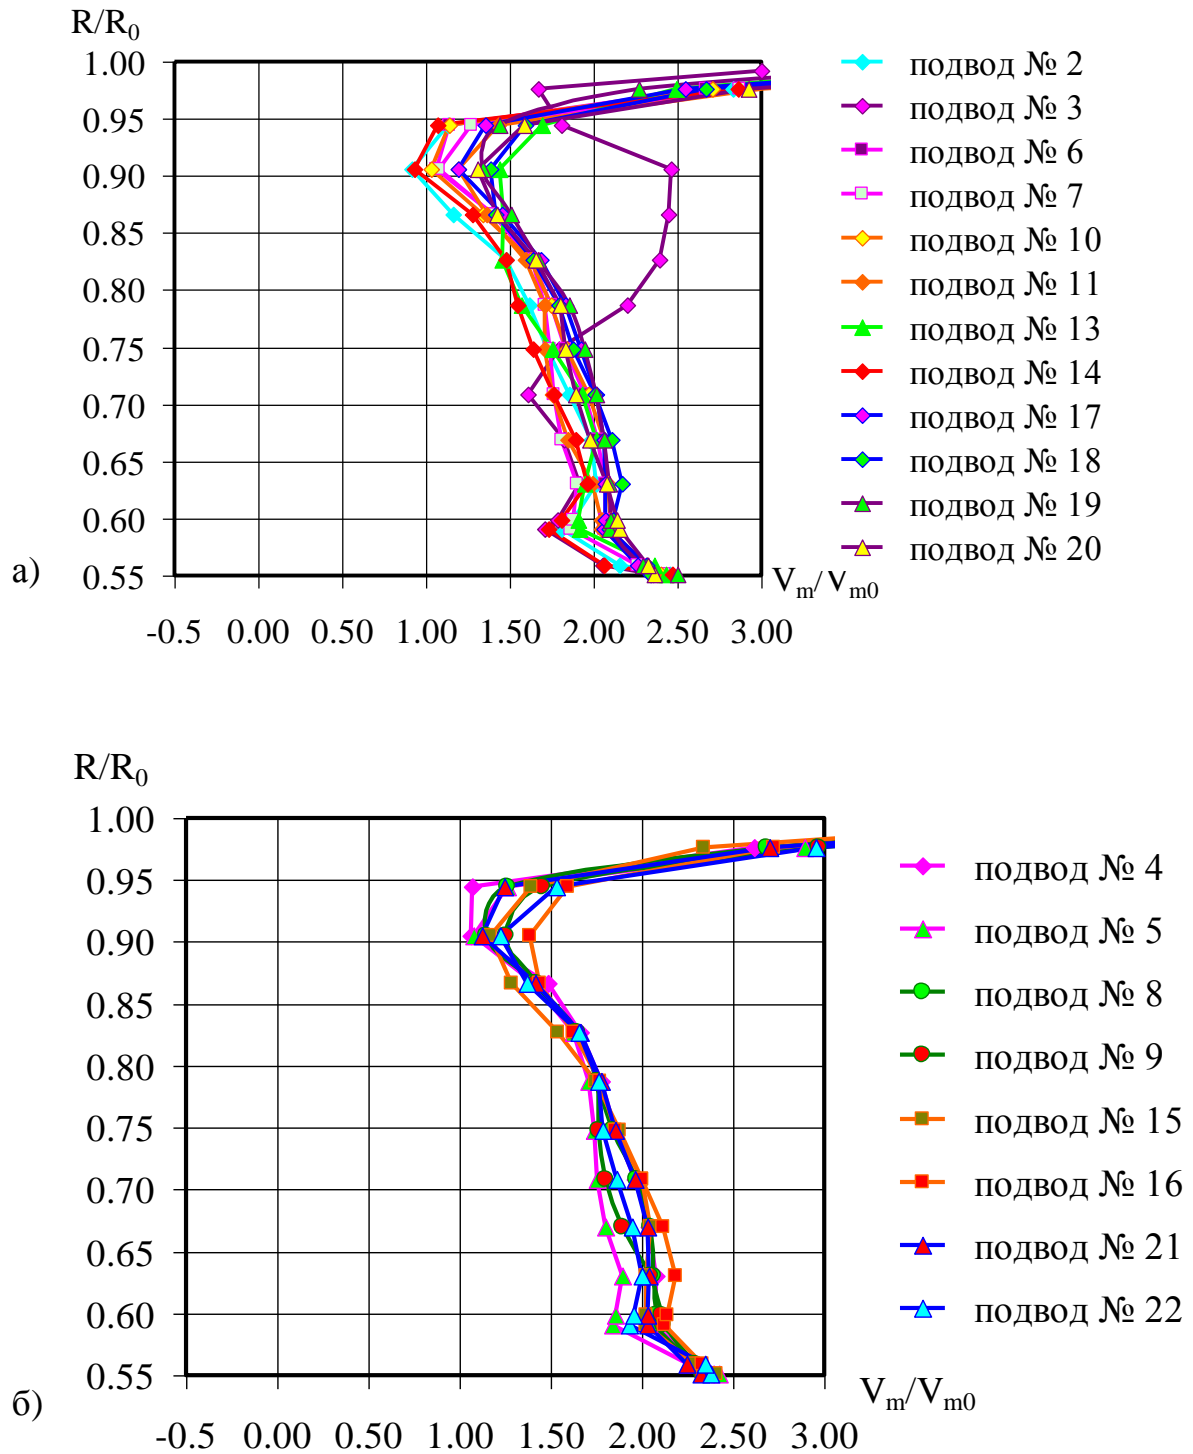 R/R₀
1.00
0.95
0.90
0.85
0.80
0.75
0.70
0.65
0.60
0.55
а)
-0.5 0.00 0.50 1.00 1.50 2.00 2.50 3.00
Vₘ/Vₘ₀
подвод № 2
подвод № 3
подвод № 6
подвод № 7
подвод № 10
подвод № 11
подвод № 13
подвод № 14
подвод № 17
подвод № 18
подвод № 19
подвод № 20
R/R₀
1.00
0.95
0.90
0.85
0.80
0.75
0.70
0.65
0.60
0.55
б)
-0.5 0.00 0.50 1.00 1.50 2.00 2.50 3.00
Vₘ/Vₘ₀
подвод № 4
подвод № 5
подвод № 8
подвод № 9
подвод № 15
подвод № 16
подвод № 21
подвод № 22